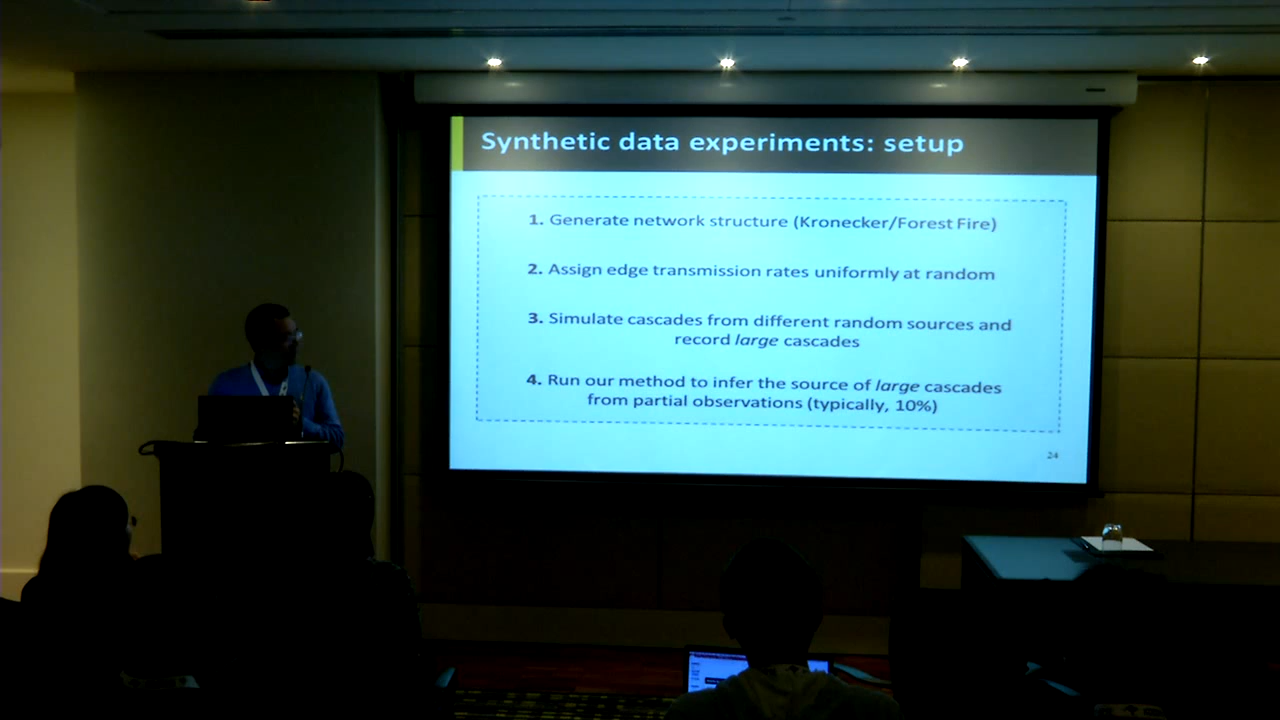 Synthetic data experiments: setup
1. Generate network structure (Kronecker/Forest Fire)
2. Assign edge transmission rates uniformly at random
3. Simulate cascades from different random sources and
record large cascades
4. Run our method to infer the source of large cascades
from partial observations (typically, 10%)
24